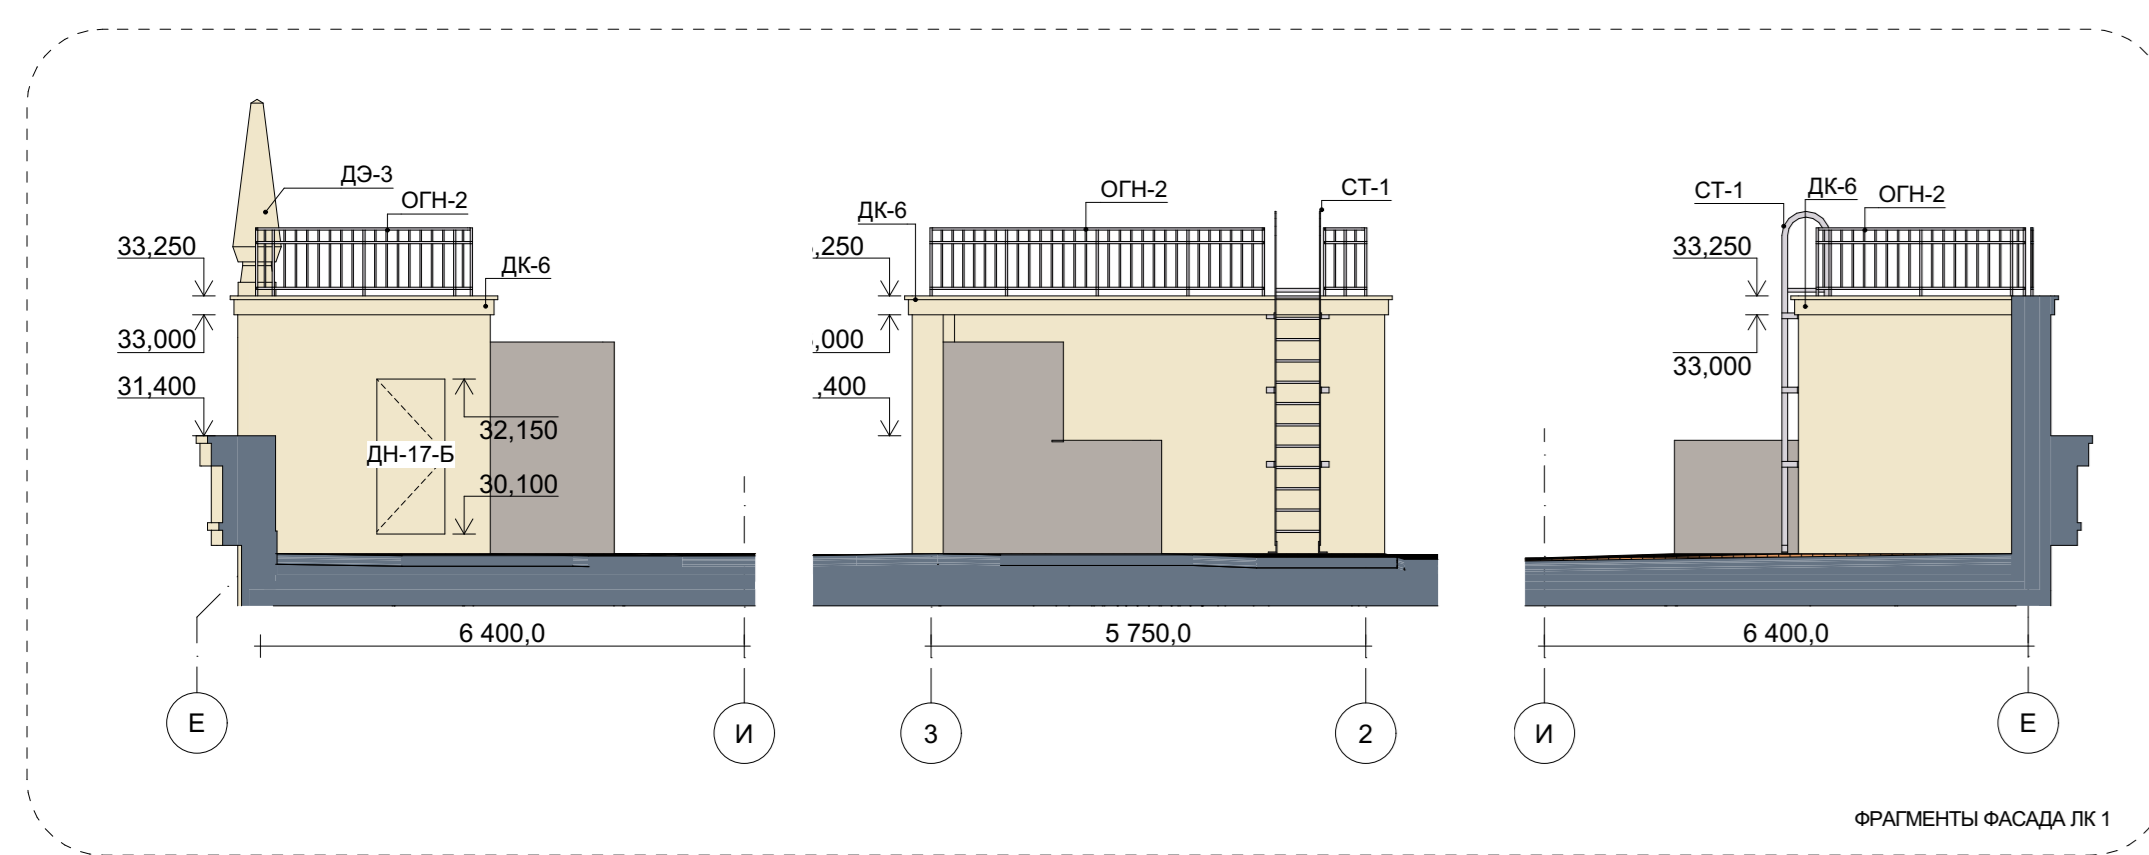 ДЭ-3
ОГН-2
ДК-6
33,250
33,000
31,400
32,150
ДН-17-Б
30,100
6 400,0
Е
И
ДК-6
ОГН-2
СТ-1
,250
,000
,400
5 750,0
3
2
СТ-1
ДК-6
ОГН-2
33,250
33,000
6 400,0
И
Е
ФРАГМЕНТЫ ФАСАДА ЛК 1